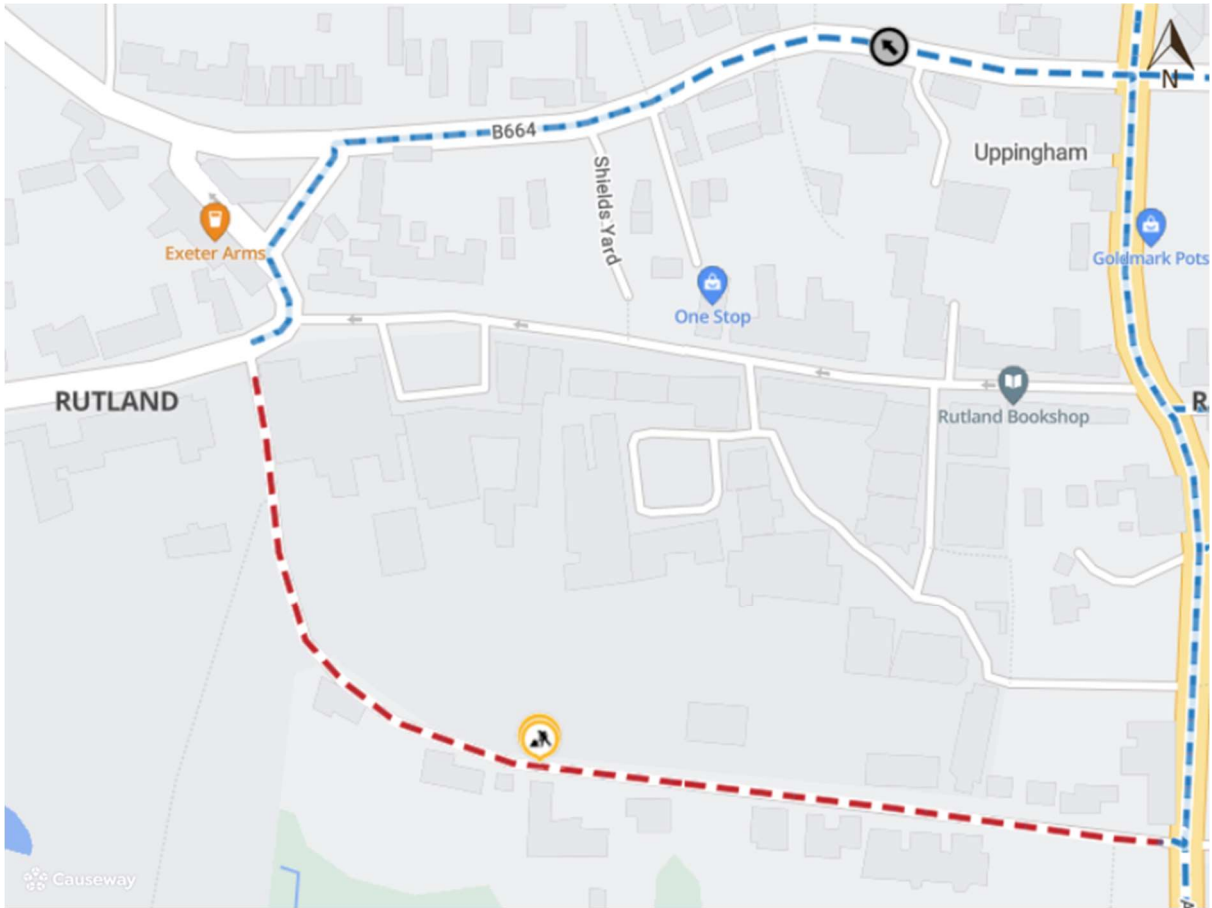 N
B664
Uppingham
Shields Yard
Exeter Arms
Goldmark Pots
One Stop
RUTLAND
R
Rutland Bookshop
Causeway
A